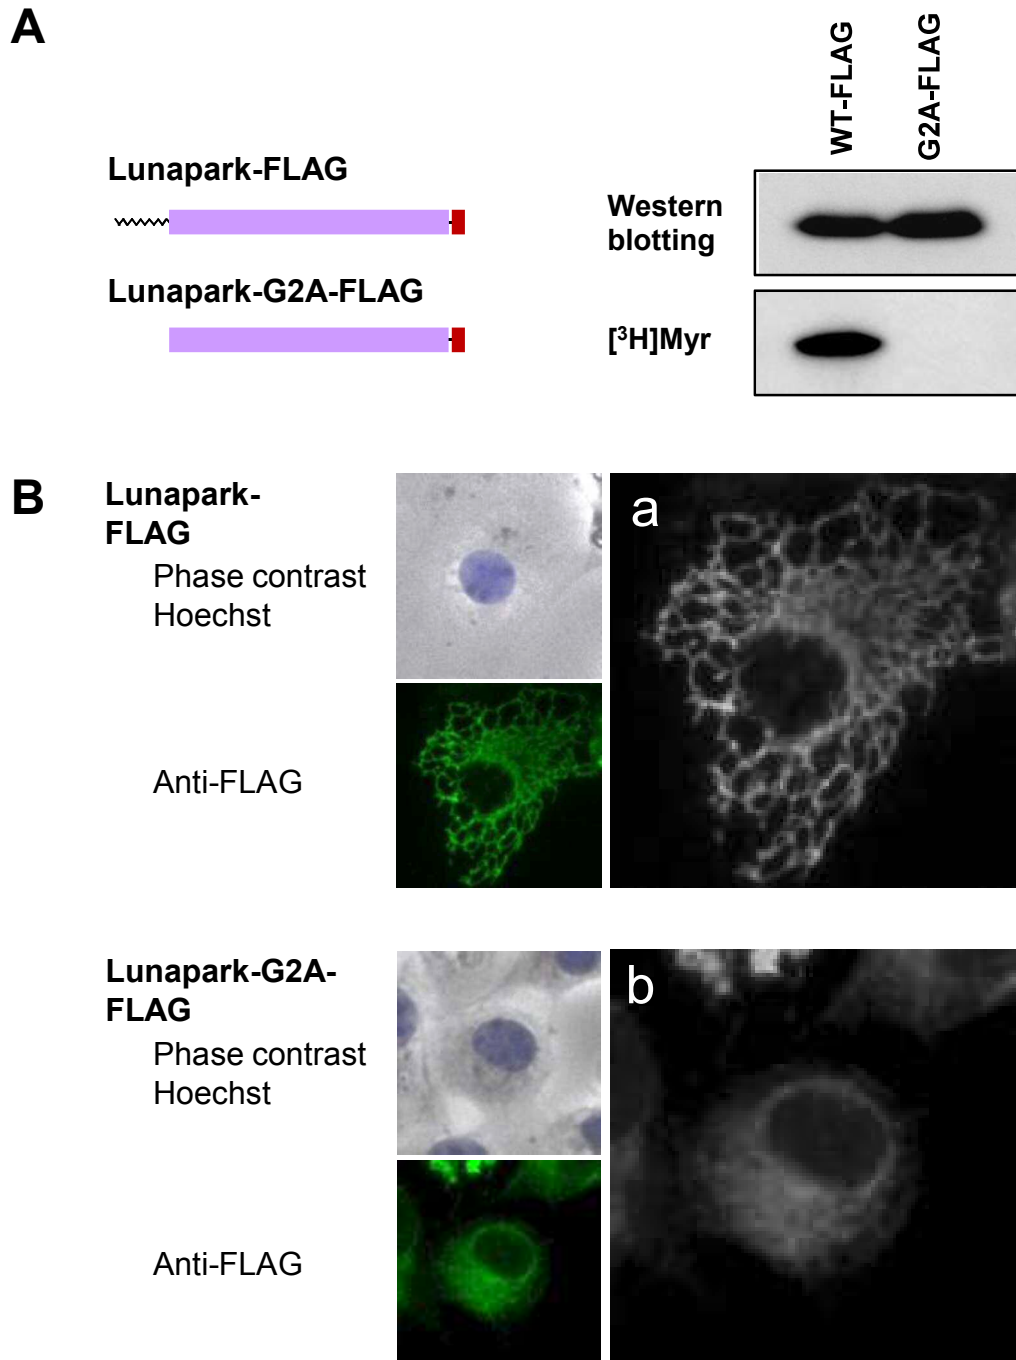 A
WT-FLAG
G2A-FLAG
Lunapark-FLAG
Western
blotting
Lunapark-G2A-FLAG
[³H]Myr
B
Lunapark-
FLAG
Phase contrast
Hoechst
Anti-FLAG
a
Lunapark-G2A-
FLAG
Phase contrast
Hoechst
Anti-FLAG
b